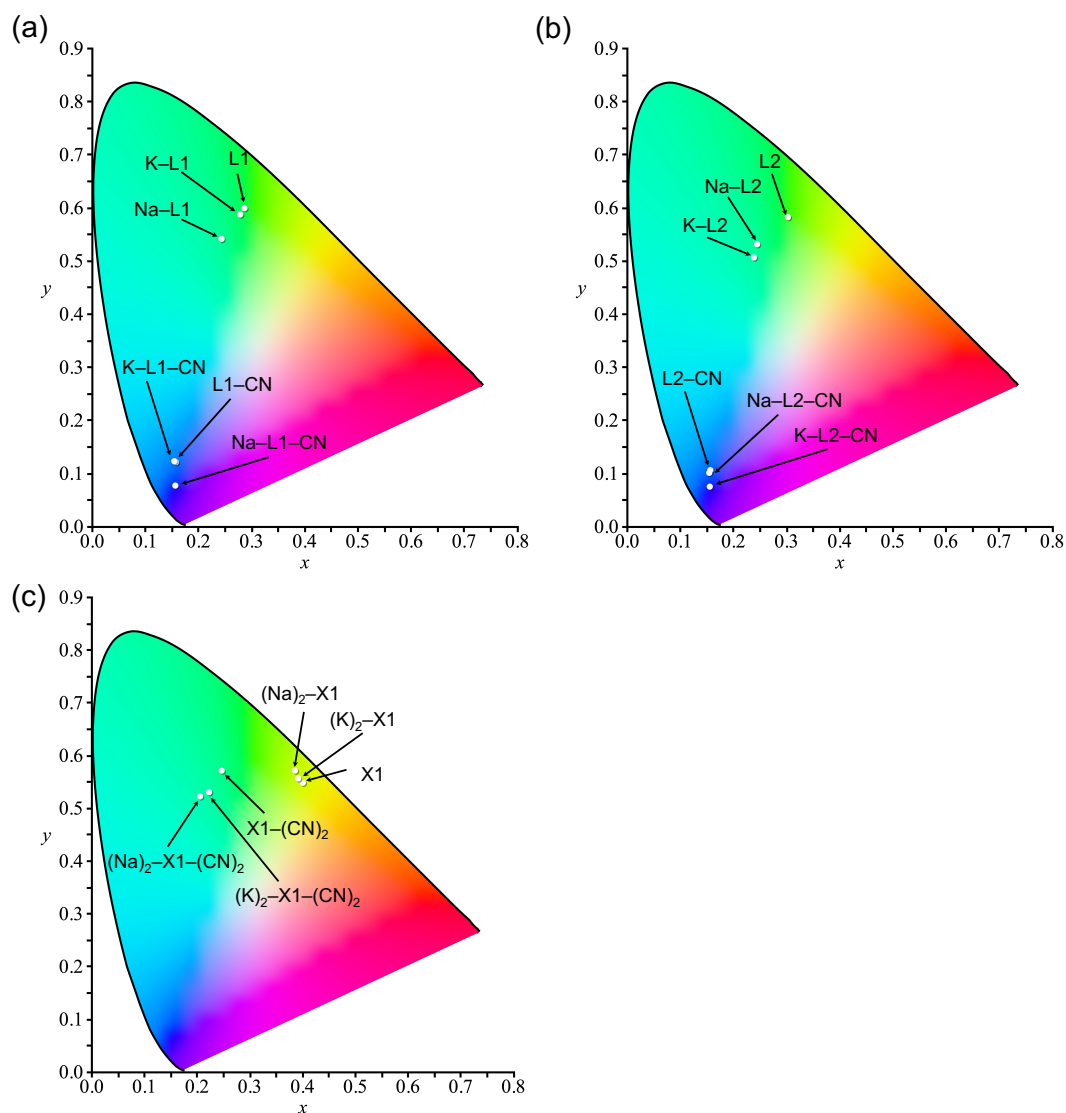 (a)
0.9
0.8
0.7
0.6
0.5
0.4
0.3
0.2
0.1
0.0
y
K–L1
L1
Na–L1
K–L1–CN
L1–CN
Na–L1–CN
0.0 0.1 0.2 0.3 0.4 0.5 0.6 0.7 0.8
x
(b)
0.9
0.8
0.7
0.6
0.5
0.4
0.3
0.2
0.1
0.0
y
L2
Na–L2
K–L2
L2–CN
Na–L2–CN
K–L2–CN
0.0 0.1 0.2 0.3 0.4 0.5 0.6 0.7 0.8
x
(c)
0.9
0.8
0.7
0.6
0.5
0.4
0.3
0.2
0.1
0.0
y
(Na)₂–X1
(K)₂–X1
X1
X1–(CN)₂
(Na)₂–X1–(CN)₂
(K)₂–X1–(CN)₂
0.0 0.1 0.2 0.3 0.4 0.5 0.6 0.7 0.8
x